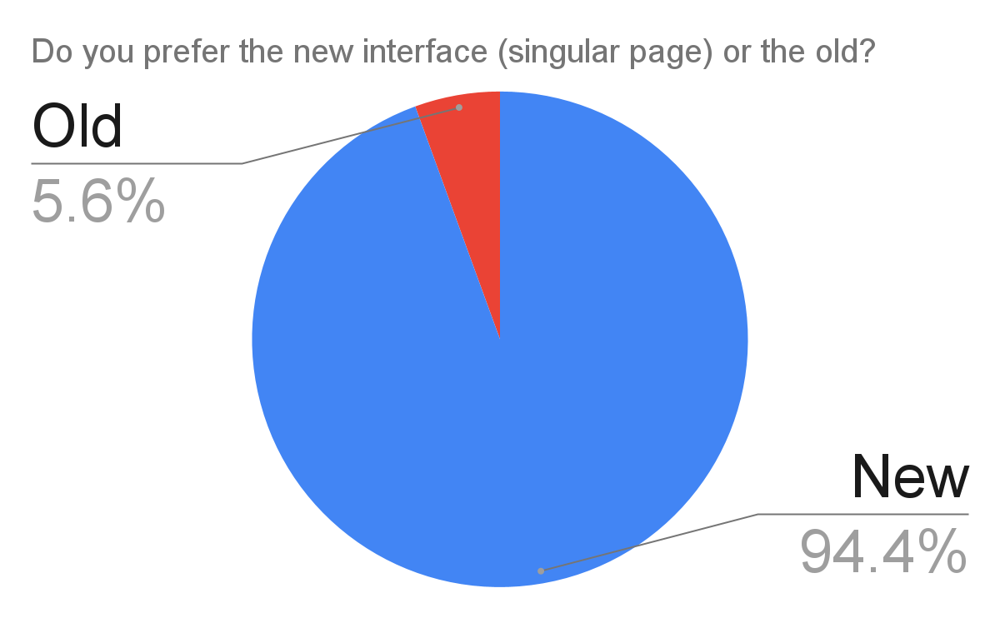 Do you prefer the new interface (singular page) or the old?
Old
5.6%
New
94.4%